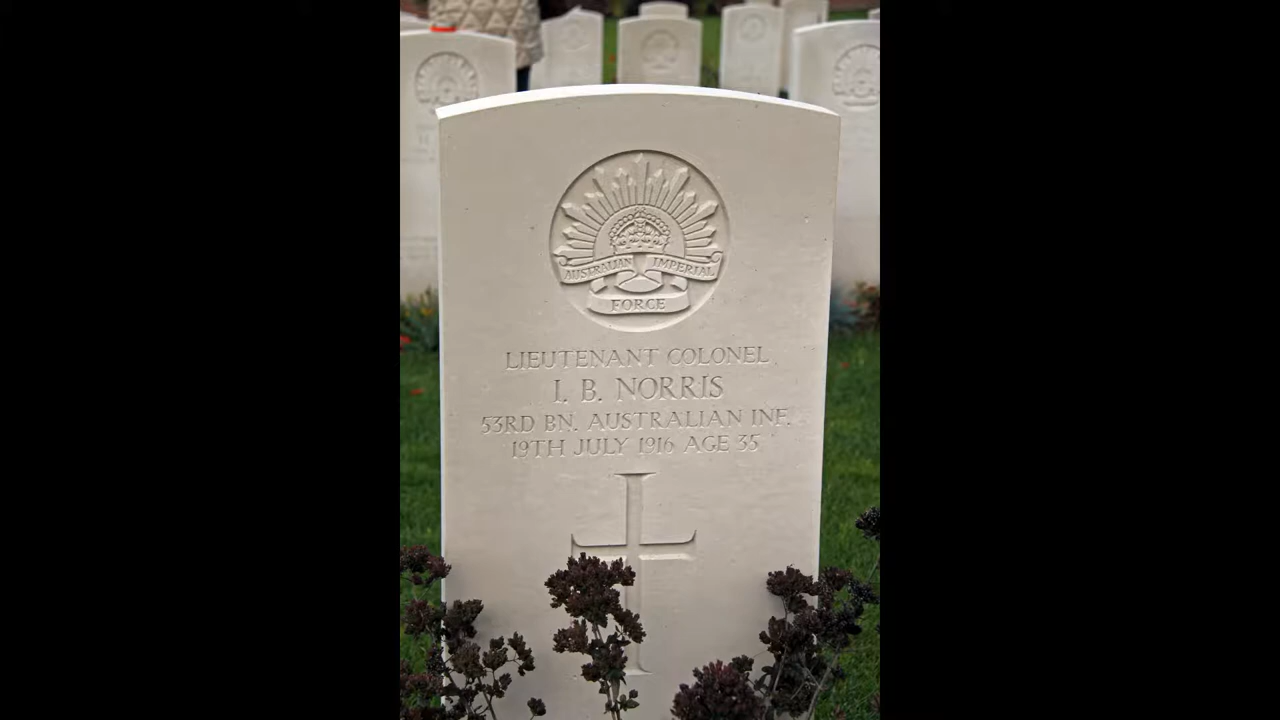 AUSTRALIAN IMPERIAL
FORCE
LIEUTENANT COLONEL
I. B. NORRIS
53RD BN. AUSTRALIAN INF.
19TH JULY 1916 AGE 35